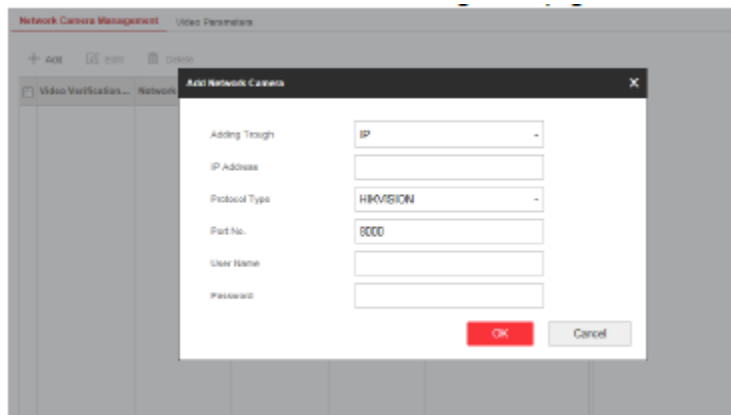 Network Camera Management Video Parameters
Add Edit Delete
Video Verification... Network
Add Network Camera
Adding Trough IP
IP Address
Protocol Type HIKVISION
Port No. 8000
User Name
Password
OK Cancel